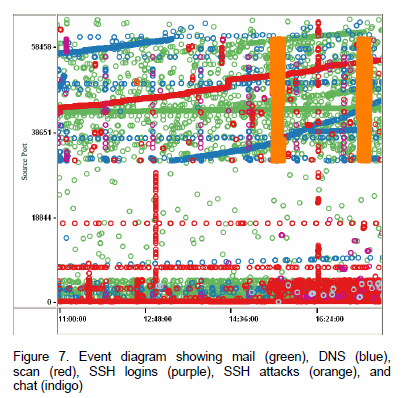 58458
38651
18844
0
Source Port
11:00:00 12:48:00 14:36:00 16:24:00
Figure 7. Event diagram showing mail (green), DNS (blue),
scan (red), SSH logins (purple), SSH attacks (orange), and
chat (indigo)